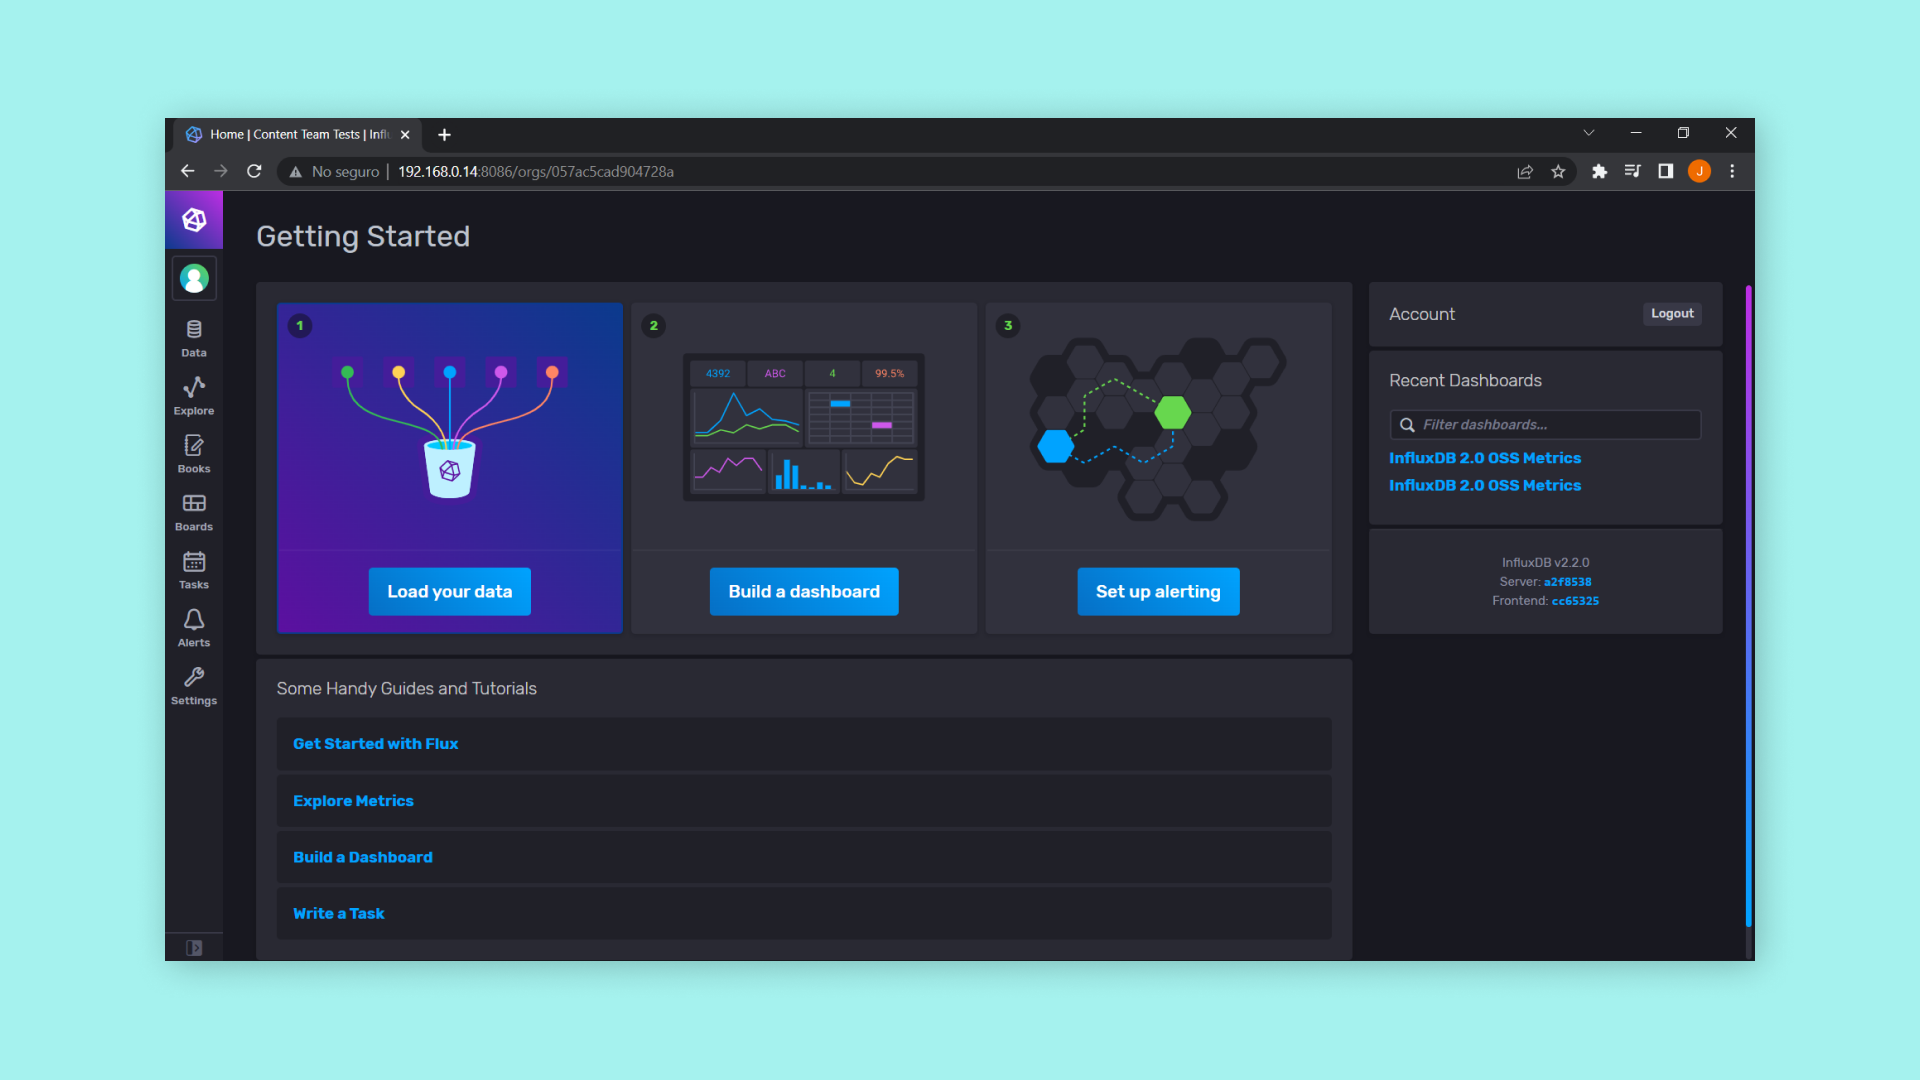 Home | Content Team Tests | Infl
No seguro | 192.168.0.14:8086/orgs/057ac5cad904728a
J
Getting Started
Data
Explore
Books
Boards
Tasks
Alerts
Settings
1
Load your data
2
4392 ABC 4 99.5%
Build a dashboard
3
Set up alerting
Some Handy Guides and Tutorials
Get Started with Flux
Explore Metrics
Build a Dashboard
Write a Task
Account
Logout
Recent Dashboards
Filter dashboards...
InfluxDB 2.0 OSS Metrics
InfluxDB 2.0 OSS Metrics
InfluxDB v2.2.0
Server: a2f8538
Frontend: cc65325